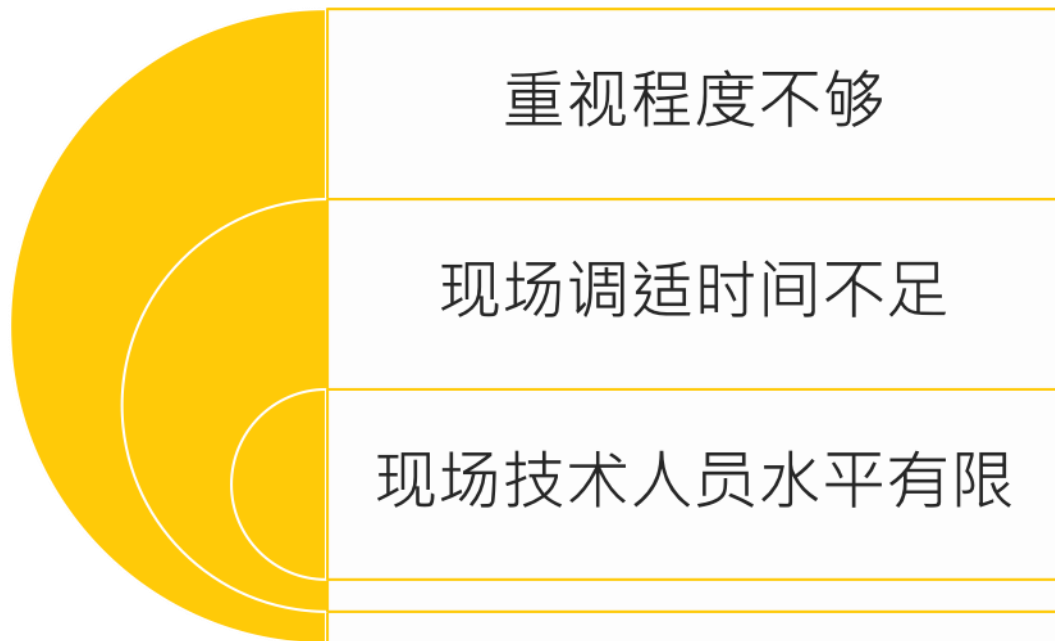 重视程度不够
现场调适时间不足
现场技术人员水平有限